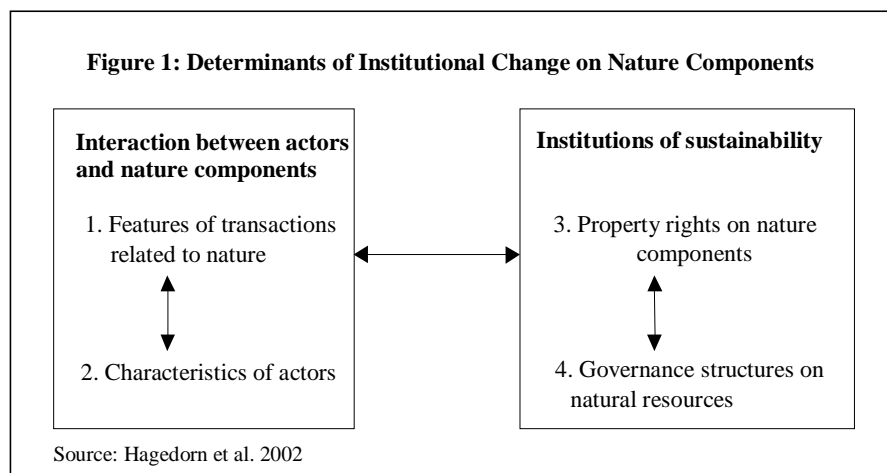 Figure 1: Determinants of Institutional Change on Nature Components
Interaction between actors
and nature components
1. Features of transactions
related to nature
2. Characteristics of actors
Institutions of sustainability
3. Property rights on nature
components
4. Governance structures on
natural resources
Source: Hagedorn et al. 2002